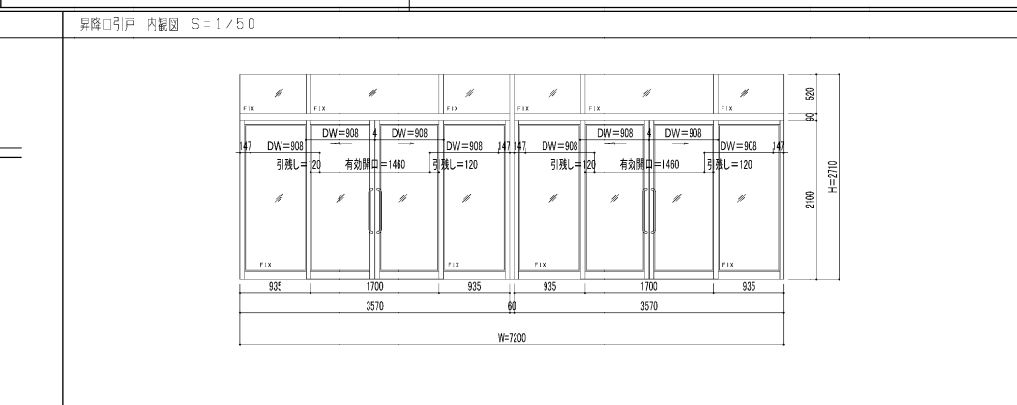 昇降口引戸 内観図 S=1/50
FIX FIX FIX FIX FIX FIX
520
90
DW=908 4 DW=908 DW=908 4 DW=908
147 DW=908 DW=908 147 147 DW=908 DW=908 147
引残し=120 有効開口=1460 引残し=120 引残し=120 有効開口=1460 引残し=120
2100
H=2710
FIX FIX FIX FIX
935 1700 935 935 1700 935
3570 60 3570
W=7200